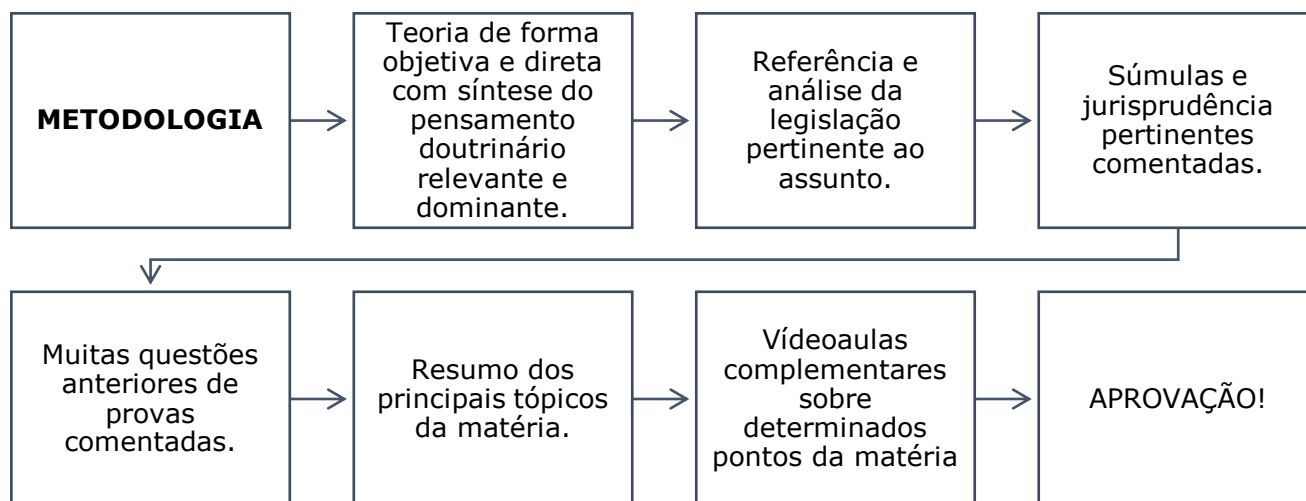 METODOLOGIA
Teoria de forma
objetiva e direta
com síntese do
pensamento
doutrinário
relevante e
dominante.
Referência e
análise da
legislação
pertinente ao
assunto.
Súmulas e
jurisprudência
pertinentes
comentadas.
Muitas questões
anteriores de
provas
comentadas.
Resumo dos
principais tópicos
da matéria.
Vídeoaulas
complementares
sobre
determinados
pontos da matéria
APROVAÇÃO!